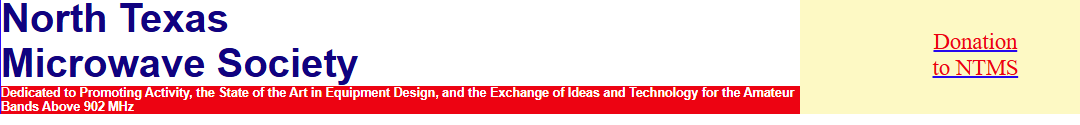 North Texas
Microwave Society
Dedicated to Promoting Activity, the State of the Art in Equipment Design, and the Exchange of Ideas and Technology for the Amateur
Bands Above 902 MHz
Donation
to NTMS